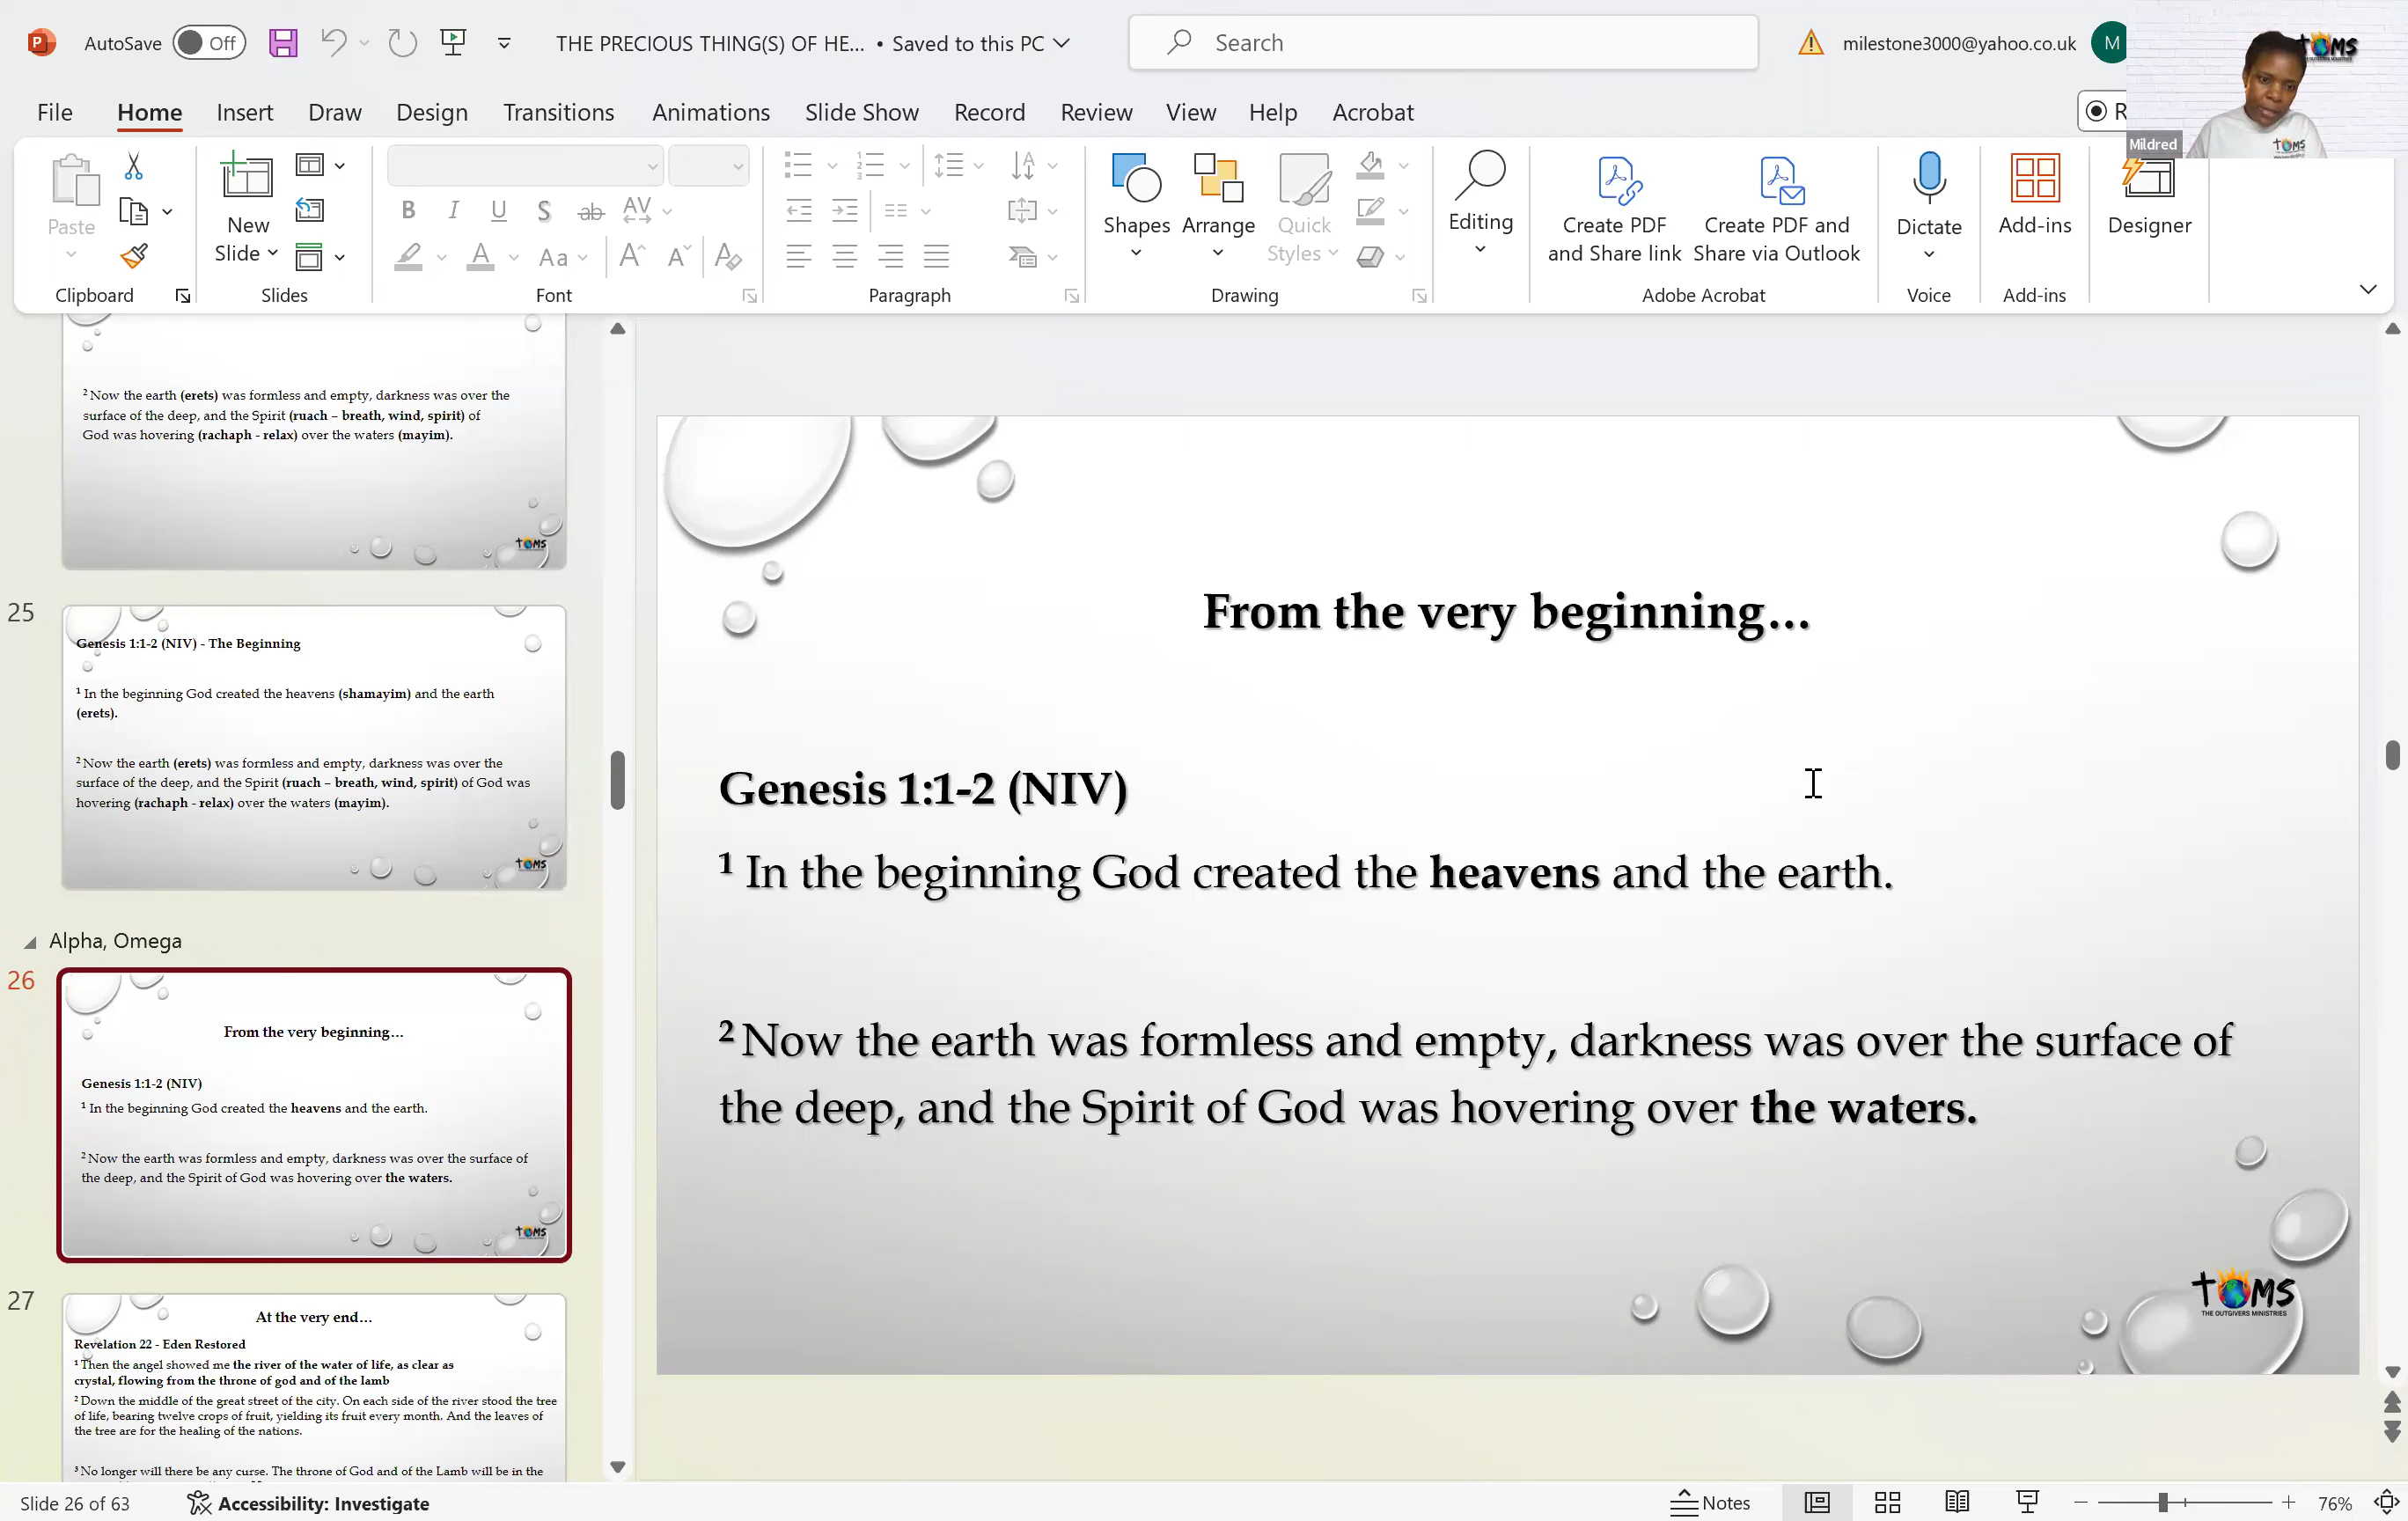 AutoSave Off THE PRECIOUS THING(S) OF HE... • Saved to this PC Search milestone3000@yahoo.co.uk M
TOMS
File Home Insert Draw Design Transitions Animations Slide Show Record Review View Help Acrobat R
TOMS
Mildred
Paste New Slide B I U S ab AV Aa A A A Shapes Arrange Quick Styles Editing Create PDF and Share link Create PDF and Share via Outlook Dictate Add-ins Designer
Clipboard Slides Font Paragraph Drawing Adobe Acrobat Voice Add-ins
2 Now the earth (erets) was formless and empty, darkness was over the
surface of the deep, and the Spirit (ruach – breath, wind, spirit) of
God was hovering (rachaph - relax) over the waters (mayim).
TOMS
25
Genesis 1:1-2 (NIV) - The Beginning
1 In the beginning God created the heavens (shamayim) and the earth
(erets).
2 Now the earth (erets) was formless and empty, darkness was over the
surface of the deep, and the Spirit (ruach – breath, wind, spirit) of God was
hovering (rachaph - relax) over the waters (mayim).
TOMS
Alpha, Omega
26
From the very beginning...
Genesis 1:1-2 (NIV)
1 In the beginning God created the heavens and the earth.
2 Now the earth was formless and empty, darkness was over the surface of
the deep, and the Spirit of God was hovering over the waters.
TOMS
27
At the very end...
Revelation 22 - Eden Restored
1 Then the angel showed me the river of the water of life, as clear as
crystal, flowing from the throne of god and of the lamb
2 Down the middle of the great street of the city. On each side of the river stood the tree
of life, bearing twelve crops of fruit, yielding its fruit every month. And the leaves of
the tree are for the healing of the nations.
3 No longer will there be any curse. The throne of God and of the Lamb will be in the
From the very beginning...
Genesis 1:1-2 (NIV)
1 In the beginning God created the heavens and the earth.
2 Now the earth was formless and empty, darkness was over the surface of
the deep, and the Spirit of God was hovering over the waters.
TOMS
THE OUTGIVERS MINISTRIES
Slide 26 of 63 Accessibility: Investigate Notes 76%